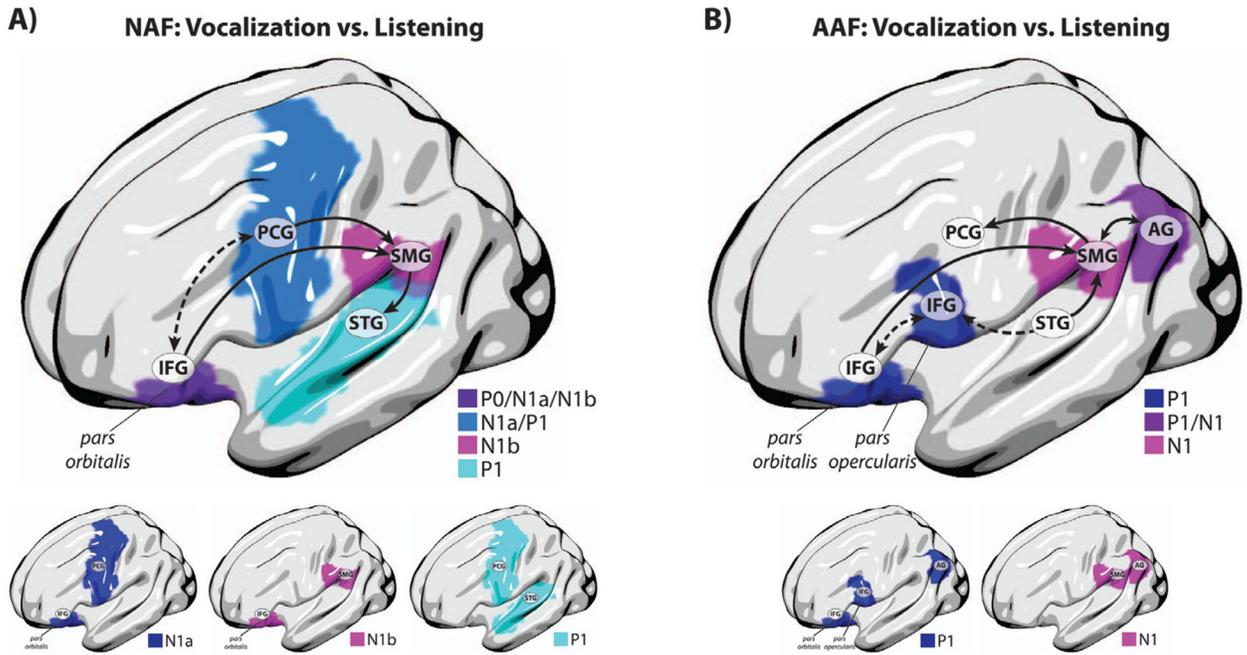 A)
NAF: Vocalization vs. Listening
PCG
SMG
STG
IFG
pars
orbitalis
P0/N1a/N1b
N1a/P1
N1b
P1
PCG
IFG
pars
orbitalis
N1a
SMG
IFG
pars
orbitalis
N1b
PCG
STG
P1
B)
AAF: Vocalization vs. Listening
PCG
AG
SMG
IFG
STG
IFG
pars
orbitalis
pars
opercularis
P1
P1/N1
N1
AG
IFG
IFG
pars
orbitalis
pars
opercularis
P1
AG
SMG
N1